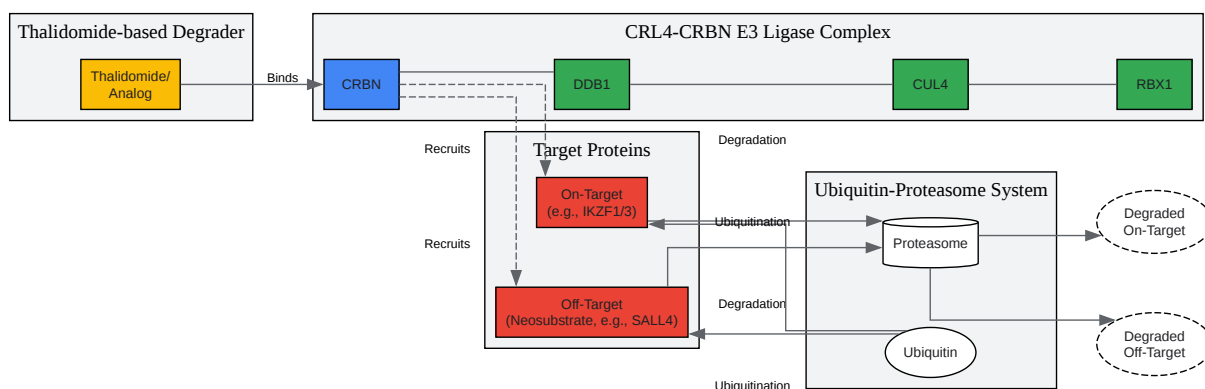 Thalidomide-based Degrader
CRL4-CRBN E3 Ligase Complex
Thalidomide/
Analog
Binds
CRBN
DDB1
CUL4
RBX1
Recruits
Target Proteins
Degradation
On-Target
(e.g., IKZF1/3)
Ubiquitin-Proteasome System
Ubiquitination
Recruits
Proteasome
Degraded
On-Target
Off-Target
(Neosubstrate, e.g., SALL4)
Degradation
Ubiquitin
Degraded
Off-Target
Ubiquitination